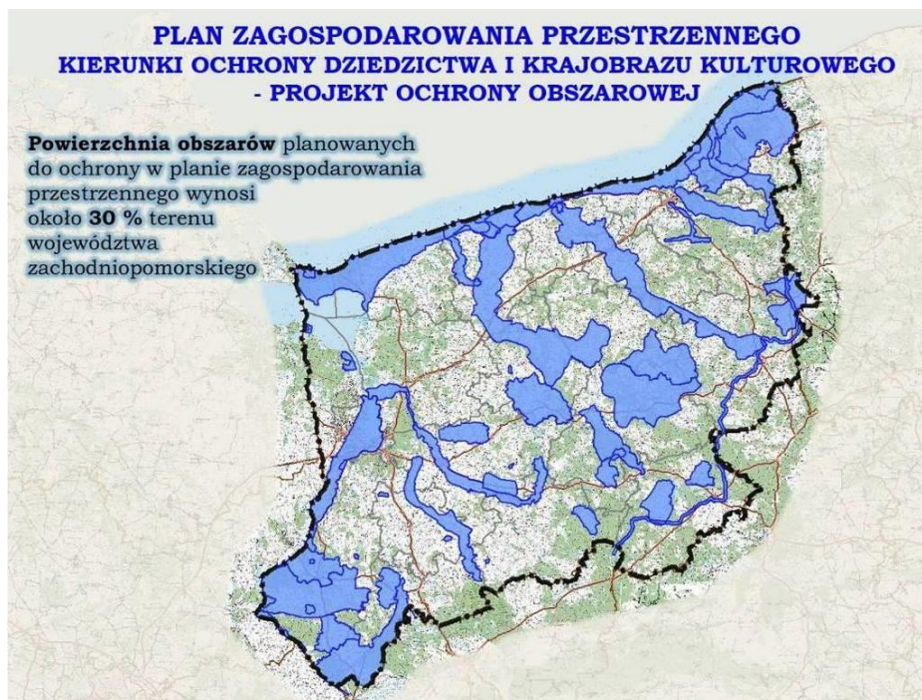 PLAN ZAGOSPODAROWANIA PRZESTRZENNEGO
KIERUNKI OCHRONY DZIEDZICTWA I KRAJOBRAZU KULTUROWEGO
- PROJEKT OCHRONY OBSZAROWEJ
Powierzchnia obszarów planowanych
do ochrony w planie zagospodarowania
przestrzennego wynosi
około 30 % terenu
województwa
zachodniopomorskiego